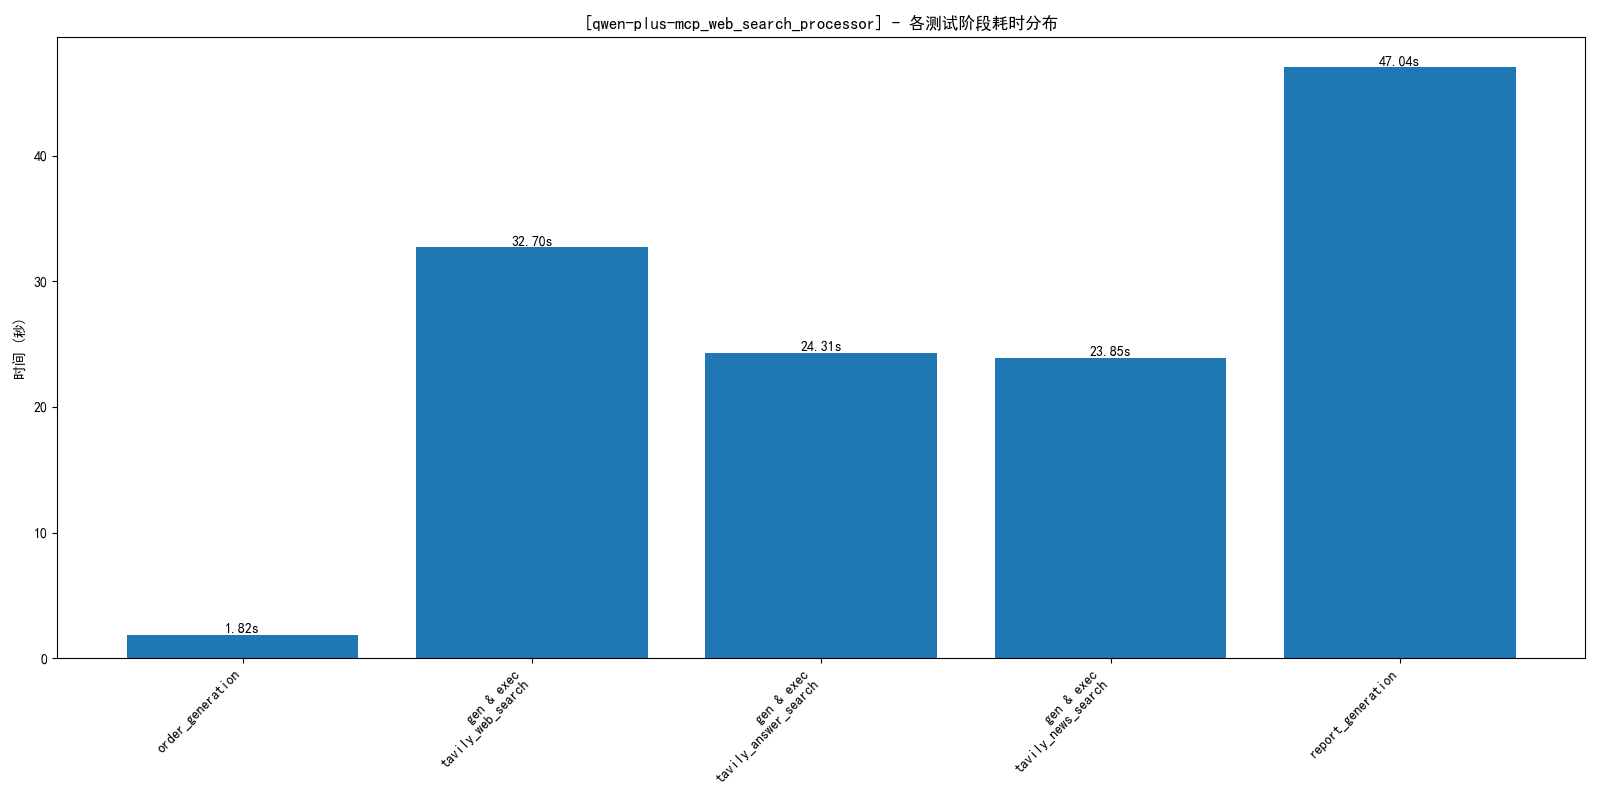 [qwen-plus-mcp_web_search_processor] - 各测试阶段耗时分布
时间 (秒)
40
30
20
10
0
1.82s
32.70s
24.31s
23.85s
47.04s
order_generation
gen & exec
tavily_web_search
gen & exec
tavily_answer_search
gen & exec
tavily_news_search
report_generation